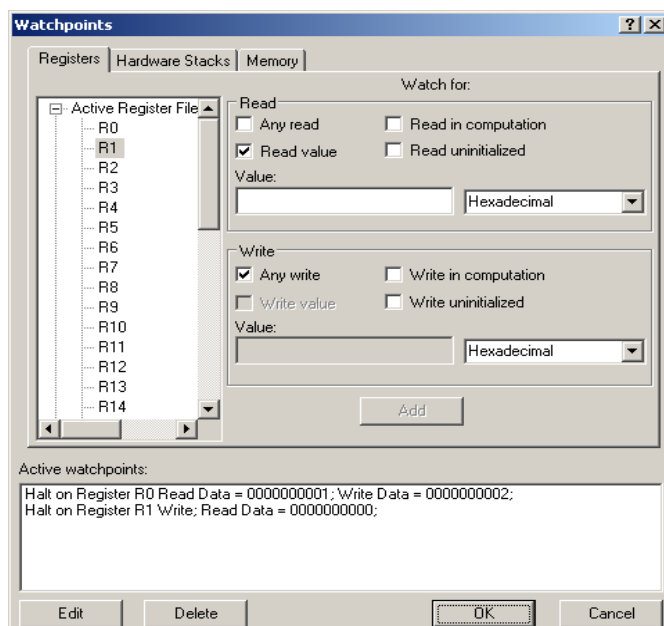 Watchpoints
Registers Hardware Stacks Memory
Watch for:
Active Register File
R0
R1
R2
R3
R4
R5
R6
R7
R8
R9
R10
R11
R12
R13
R14
Read
Any read Read in computation
Read value Read uninitialized
Value:
Hexadecimal
Write
Any write Write in computation
Write value Write uninitialized
Value:
Hexadecimal
Add
Active watchpoints:
Halt on Register R0 Read Data = 0000000001; Write Data = 0000000002;
Halt on Register R1 Write; Read Data = 0000000000;
Edit Delete OK Cancel